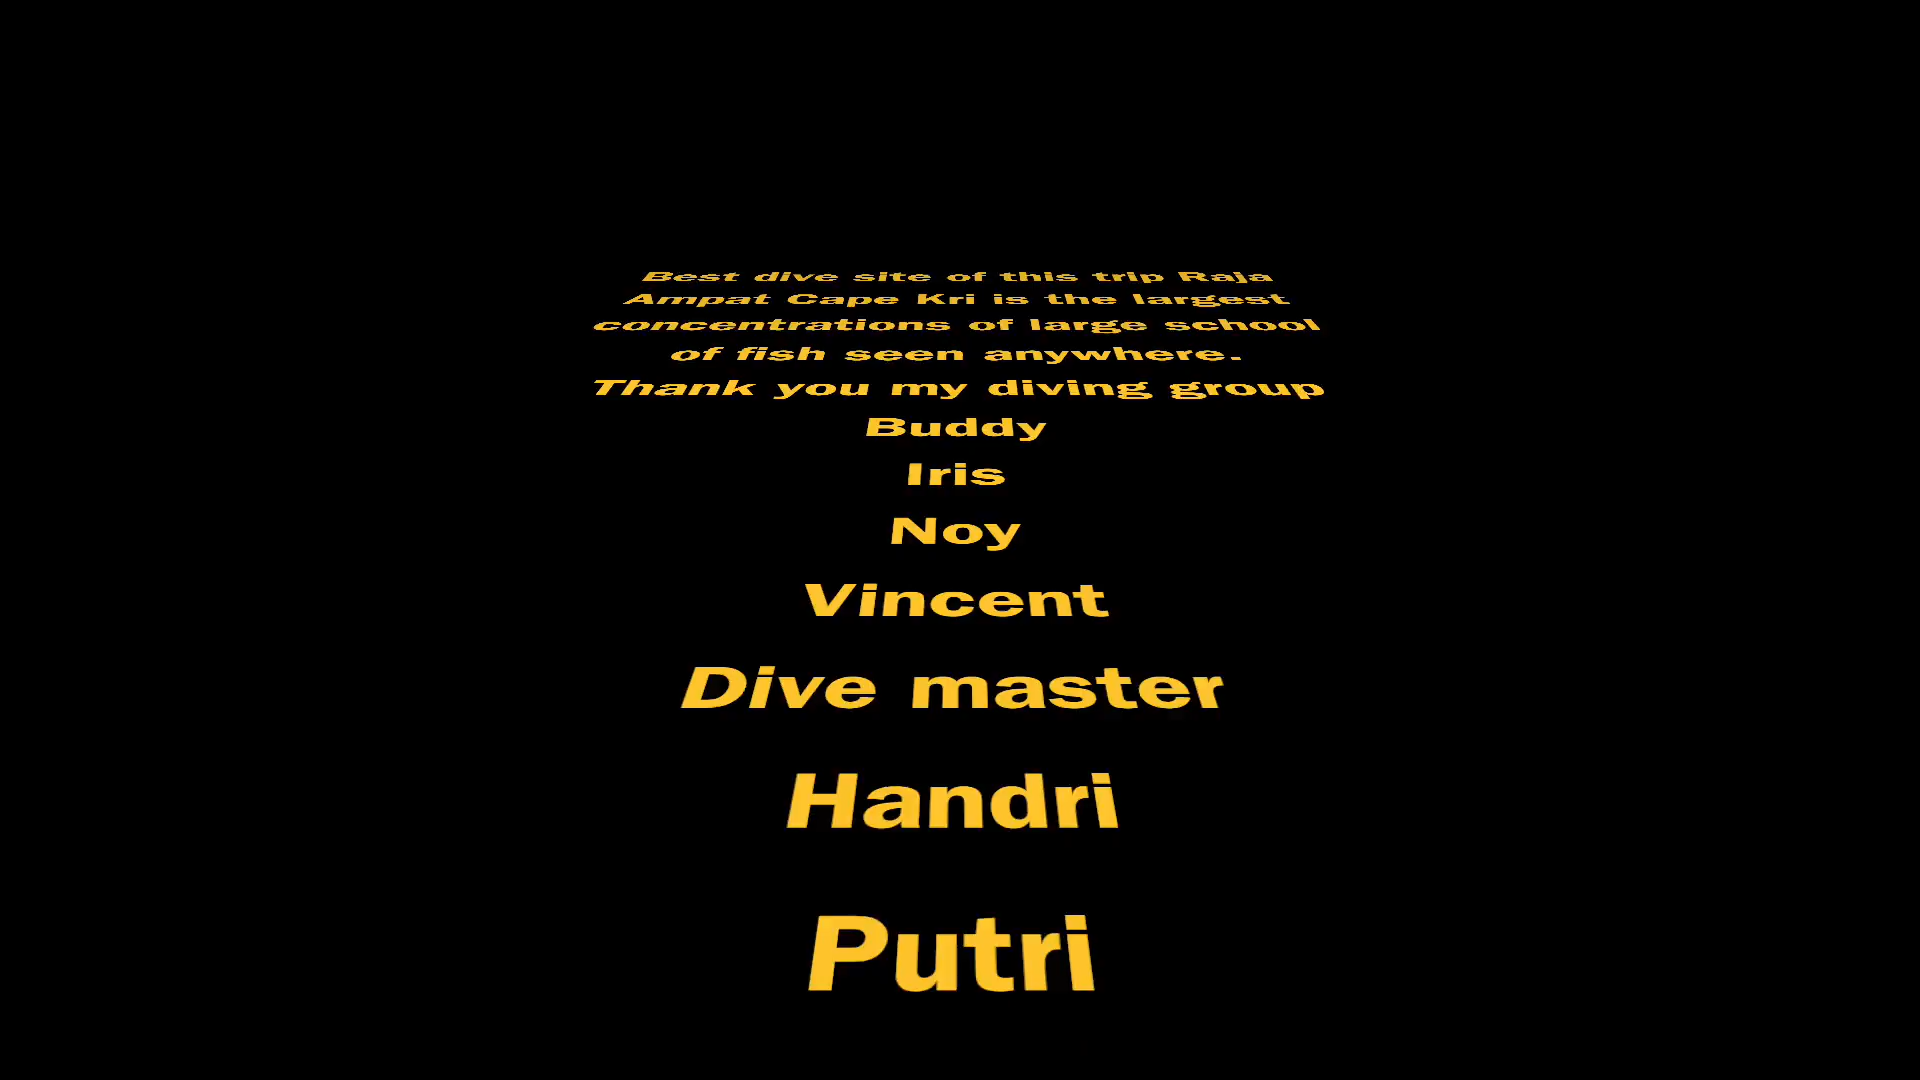 Best dive site of this trip Raja
Ampat Cape Kri is the largest
concentrations of large school
of fish seen anywhere.
Thank you my diving group
Buddy
Iris
Noy
Vincent
Dive master
Handri
Putri